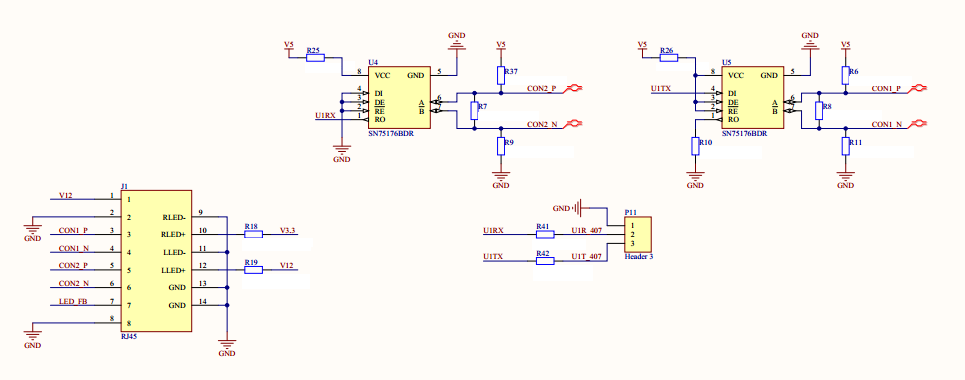 GND
V5
R25
U4
8
VCC
GND
5
V5
R37
CON2_P
4
DI
3
DE
A
6
2
RE
B
7
R7
U1RX
1
RO
CON2_N
SN75176BDR
R9
GND
GND
GND
V5
R26
U5
8
VCC
GND
5
V5
R6
CON1_P
U1TX
4
DI
3
DE
A
6
2
RE
B
7
R8
1
RO
CON1_N
SN75176BDR
R10
R11
GND
GND
J1
V12
1
1
2
2
RLED-
9
GND
CON1_P
3
3
RLED+
10
R18
V3.3
CON1_N
4
4
LLED-
11
CON2_P
5
5
LLED+
12
R19
V12
CON2_N
6
6
GND
13
LED_FB
7
7
GND
14
8
8
GND
RJ45
GND
GND
P11
1
U1RX
R41
U1R_407
2
3
U1TX
R42
U1T_407
Header 3